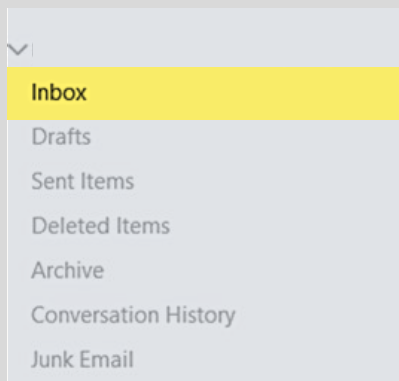 Inbox
Drafts
Sent Items
Deleted Items
Archive
Conversation History
Junk Email